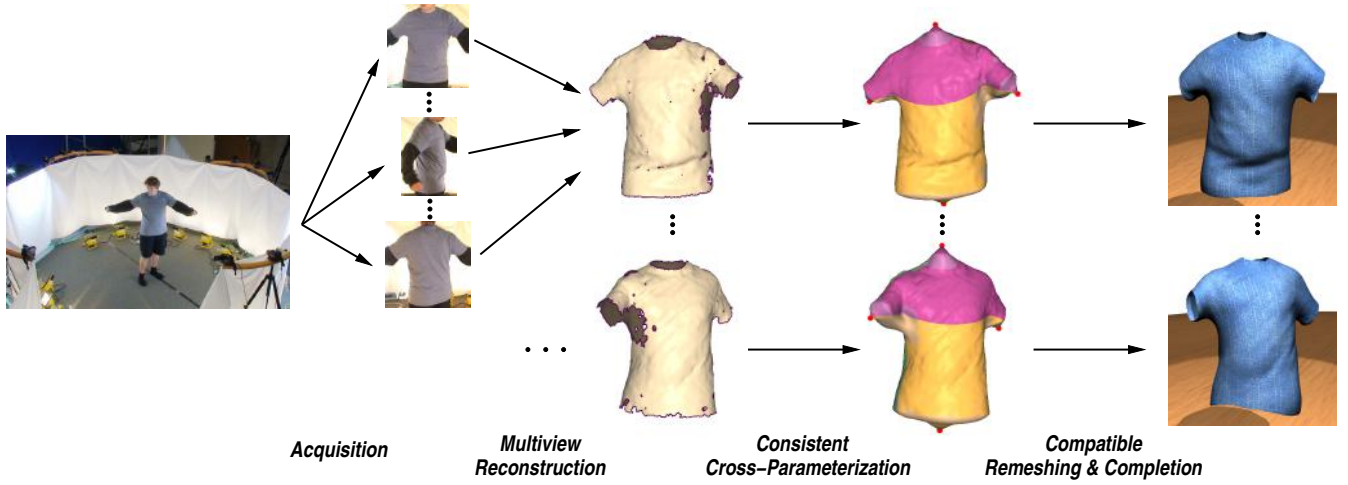 Acquisition
Multiview
Reconstruction
Consistent
Cross−Parameterization
Compatible
Remeshing & Completion